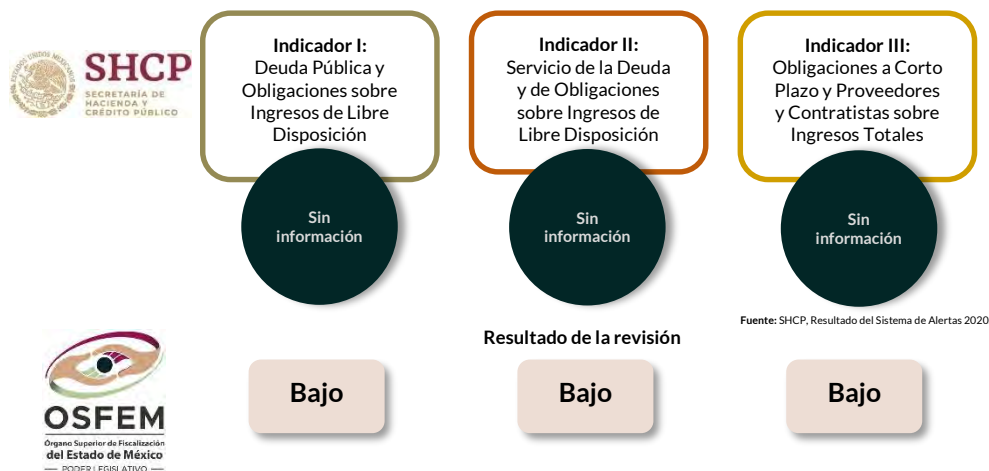 SHCP
SECRETARÍA DE
HACIENDA Y
CRÉDITO PÚBLICO
Indicador I:
Deuda Pública y
Obligaciones sobre
Ingresos de Libre
Disposición
Sin
información
Indicador II:
Servicio de la Deuda
y de Obligaciones
sobre Ingresos de
Libre Disposición
Sin
información
Indicador III:
Obligaciones a Corto
Plazo y Proveedores
y Contratistas sobre
Ingresos Totales
Sin
información
Fuente: SHCP, Resultado del Sistema de Alertas 2020
Resultado de la revisión
OSFEM
Órgano Superior de Fiscalización
del Estado de México
PODER LEGISLATIVO
Bajo
Bajo
Bajo